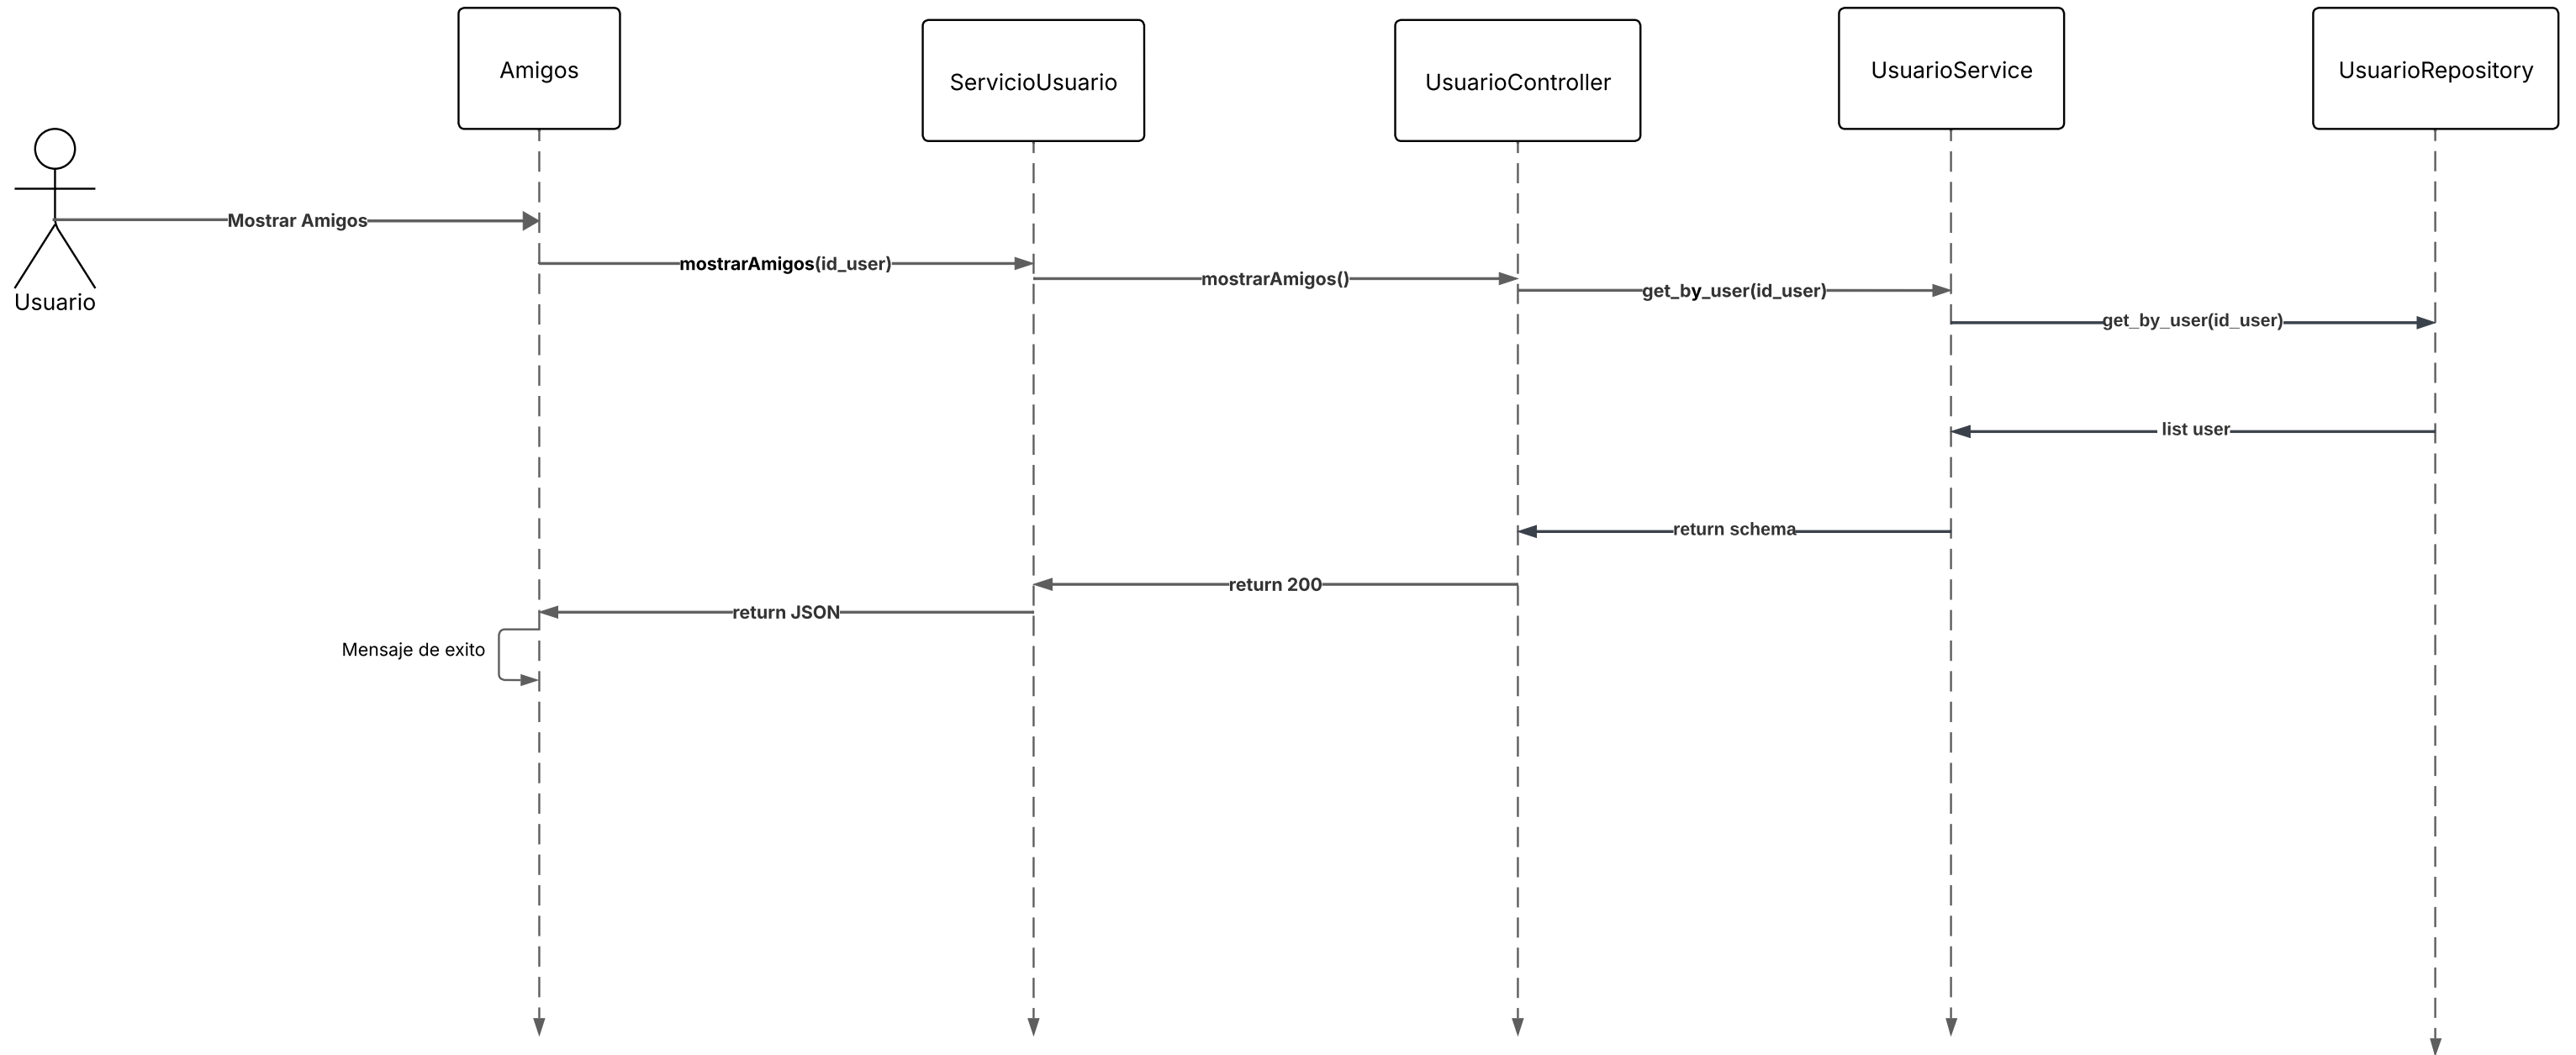 Amigos
ServicioUsuario
UsuarioController
UsuarioService
UsuarioRepository
Usuario
Mostrar Amigos
mostrarAmigos(id_user)
mostrarAmigos()
get_by_user(id_user)
get_by_user(id_user)
list user
return schema
return 200
return JSON
Mensaje de exito